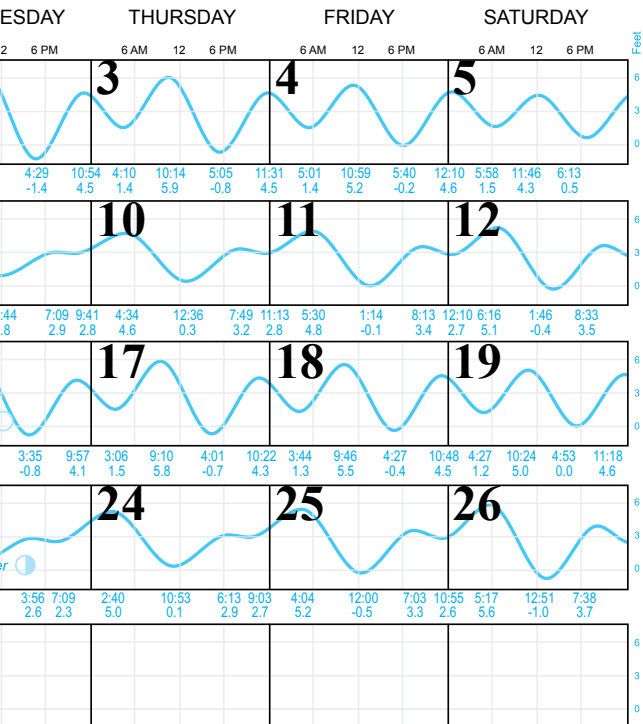 ESDAY THURSDAY FRIDAY SATURDAY
2 6 PM 6 AM 12 6 PM 6 AM 12 6 PM 6 AM 12 6 PM Feet
3 4 5
6
3
0
4:29 10:54 4:10 10:14 5:05 11:31 5:01 10:59 5:40 12:10 5:58 11:46 6:13
-1.4 4.5 1.4 5.9 -0.8 4.5 1.4 5.2 -0.2 4.6 1.5 4.3 0.5
10 11 12
6
3
0
:44 7:09 9:41 4:34 12:36 7:49 11:13 5:30 1:14 8:13 12:10 6:16 1:46 8:33
.8 2.9 2.8 4.6 0.3 3.2 2.8 4.8 -0.1 3.4 2.7 5.1 -0.4 3.5
17 18 19
6
3
0
3:35 9:57 3:06 9:10 4:01 10:22 3:44 9:46 4:27 10:48 4:27 10:24 4:53 11:18
-0.8 4.1 1.5 5.8 -0.7 4.3 1.3 5.5 -0.4 4.5 1.2 5.0 0.0 4.6
24 25 26
6
3
er 0
3:56 7:09 2:40 10:53 6:13 9:03 4:04 12:00 7:03 10:55 5:17 12:51 7:38
2.6 2.3 5.0 0.1 2.9 2.7 5.2 -0.5 3.3 2.6 5.6 -1.0 3.7
6
3
0